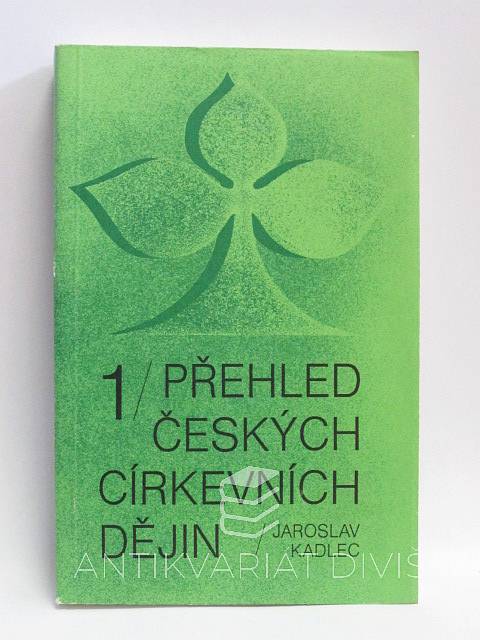 1/ PŘEHLED
ČESKÝCH
CÍRKEVNÍCH
DĚJIN / JAROSLAV
KADLEC
ANTIKVARIÁT DIVIŠ